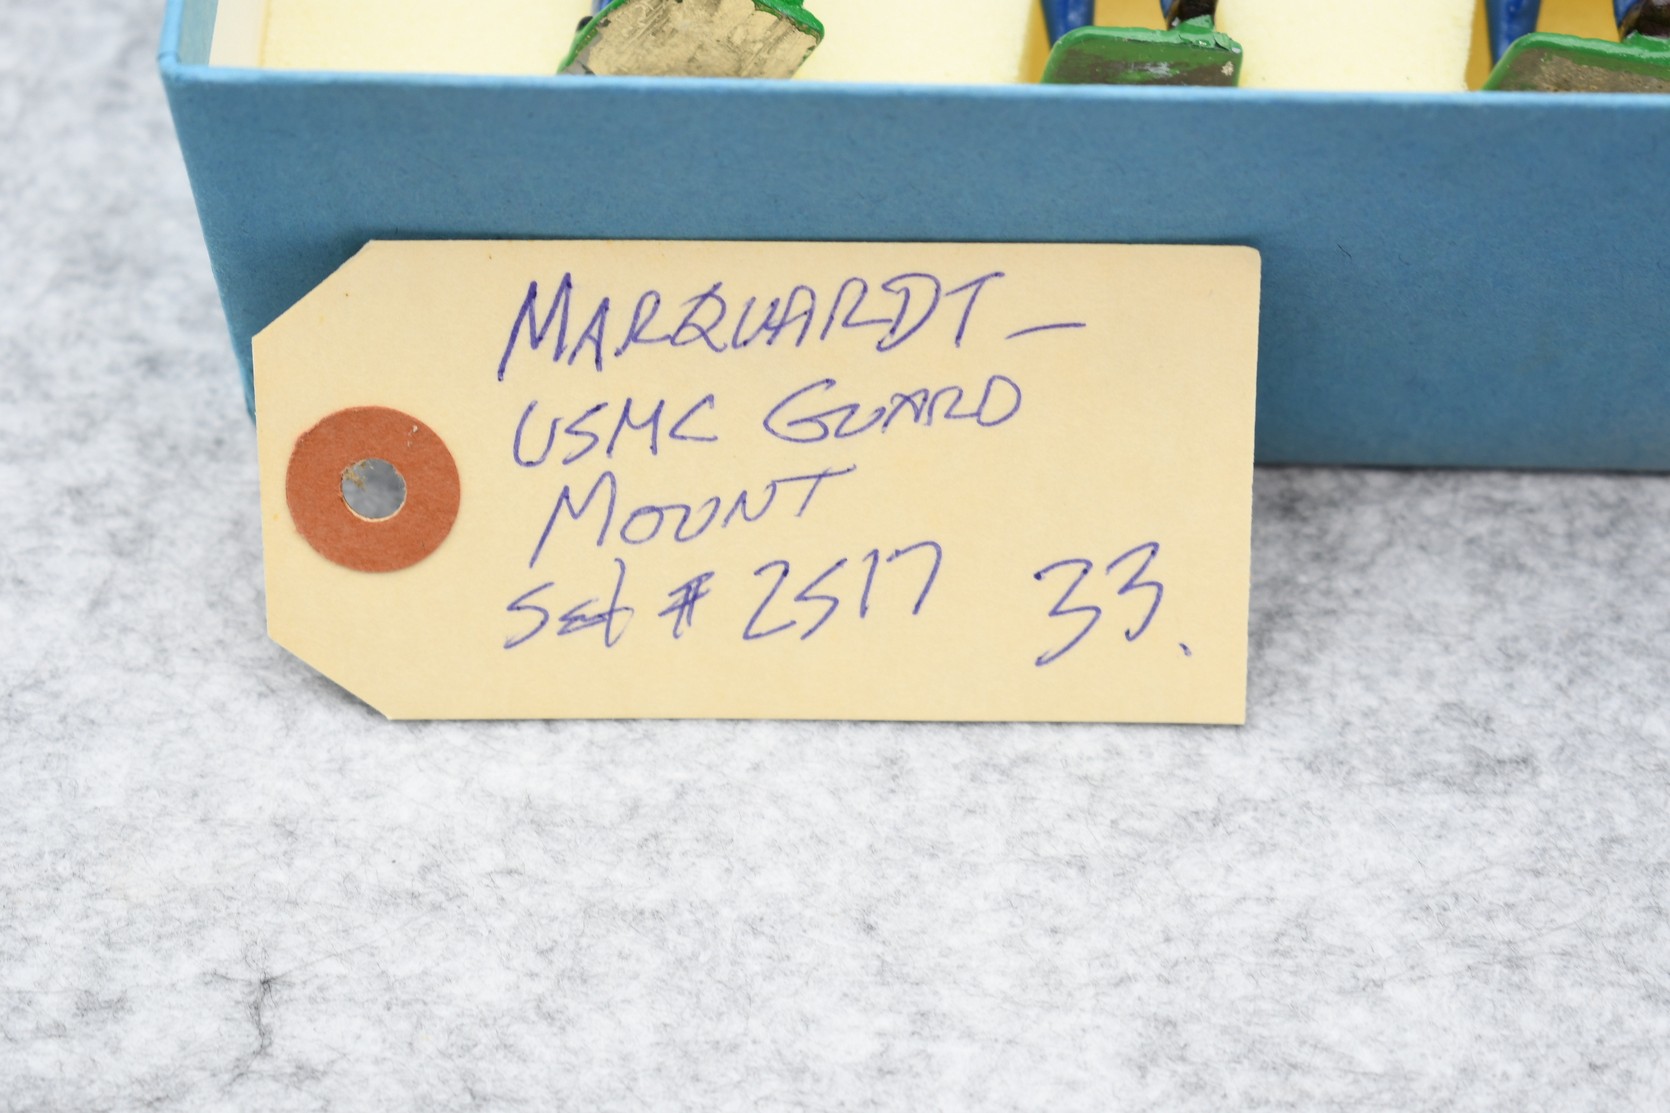 MARQUARDT —
USMC GUARD
MOUNT
Set # 2517 33.